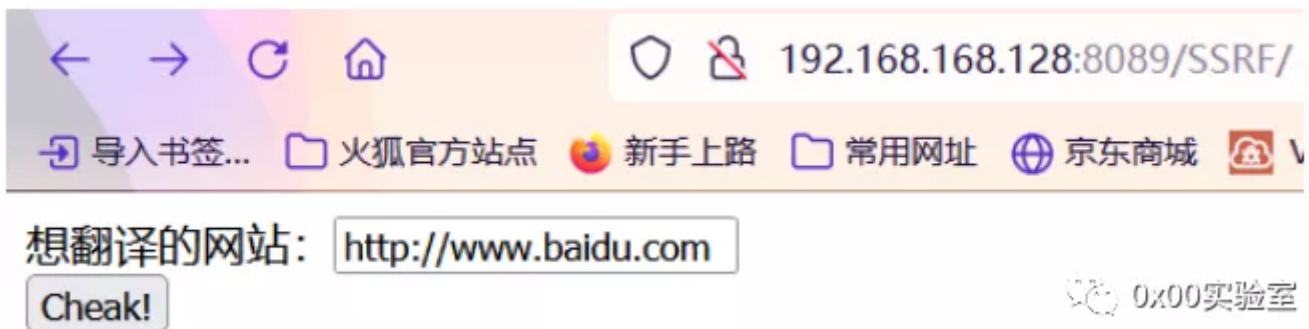 192.168.168.128:8089/SSRF/
导入书签... 火狐官方站点 新手上路 常用网址 京东商城
想翻译的网站： http://www.baidu.com
Cheak!
0x00实验室